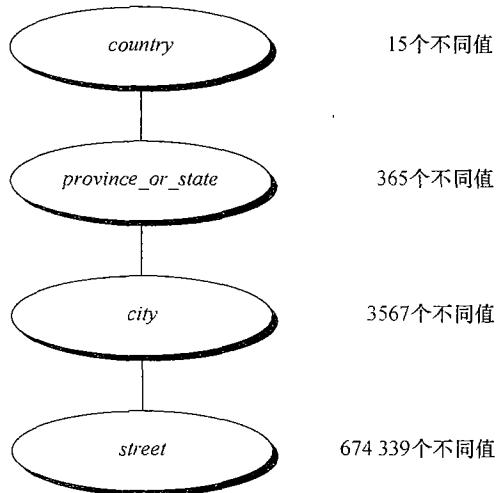 country 15个不同值
province_or_state 365个不同值
city 3567个不同值
street 674 339个不同值